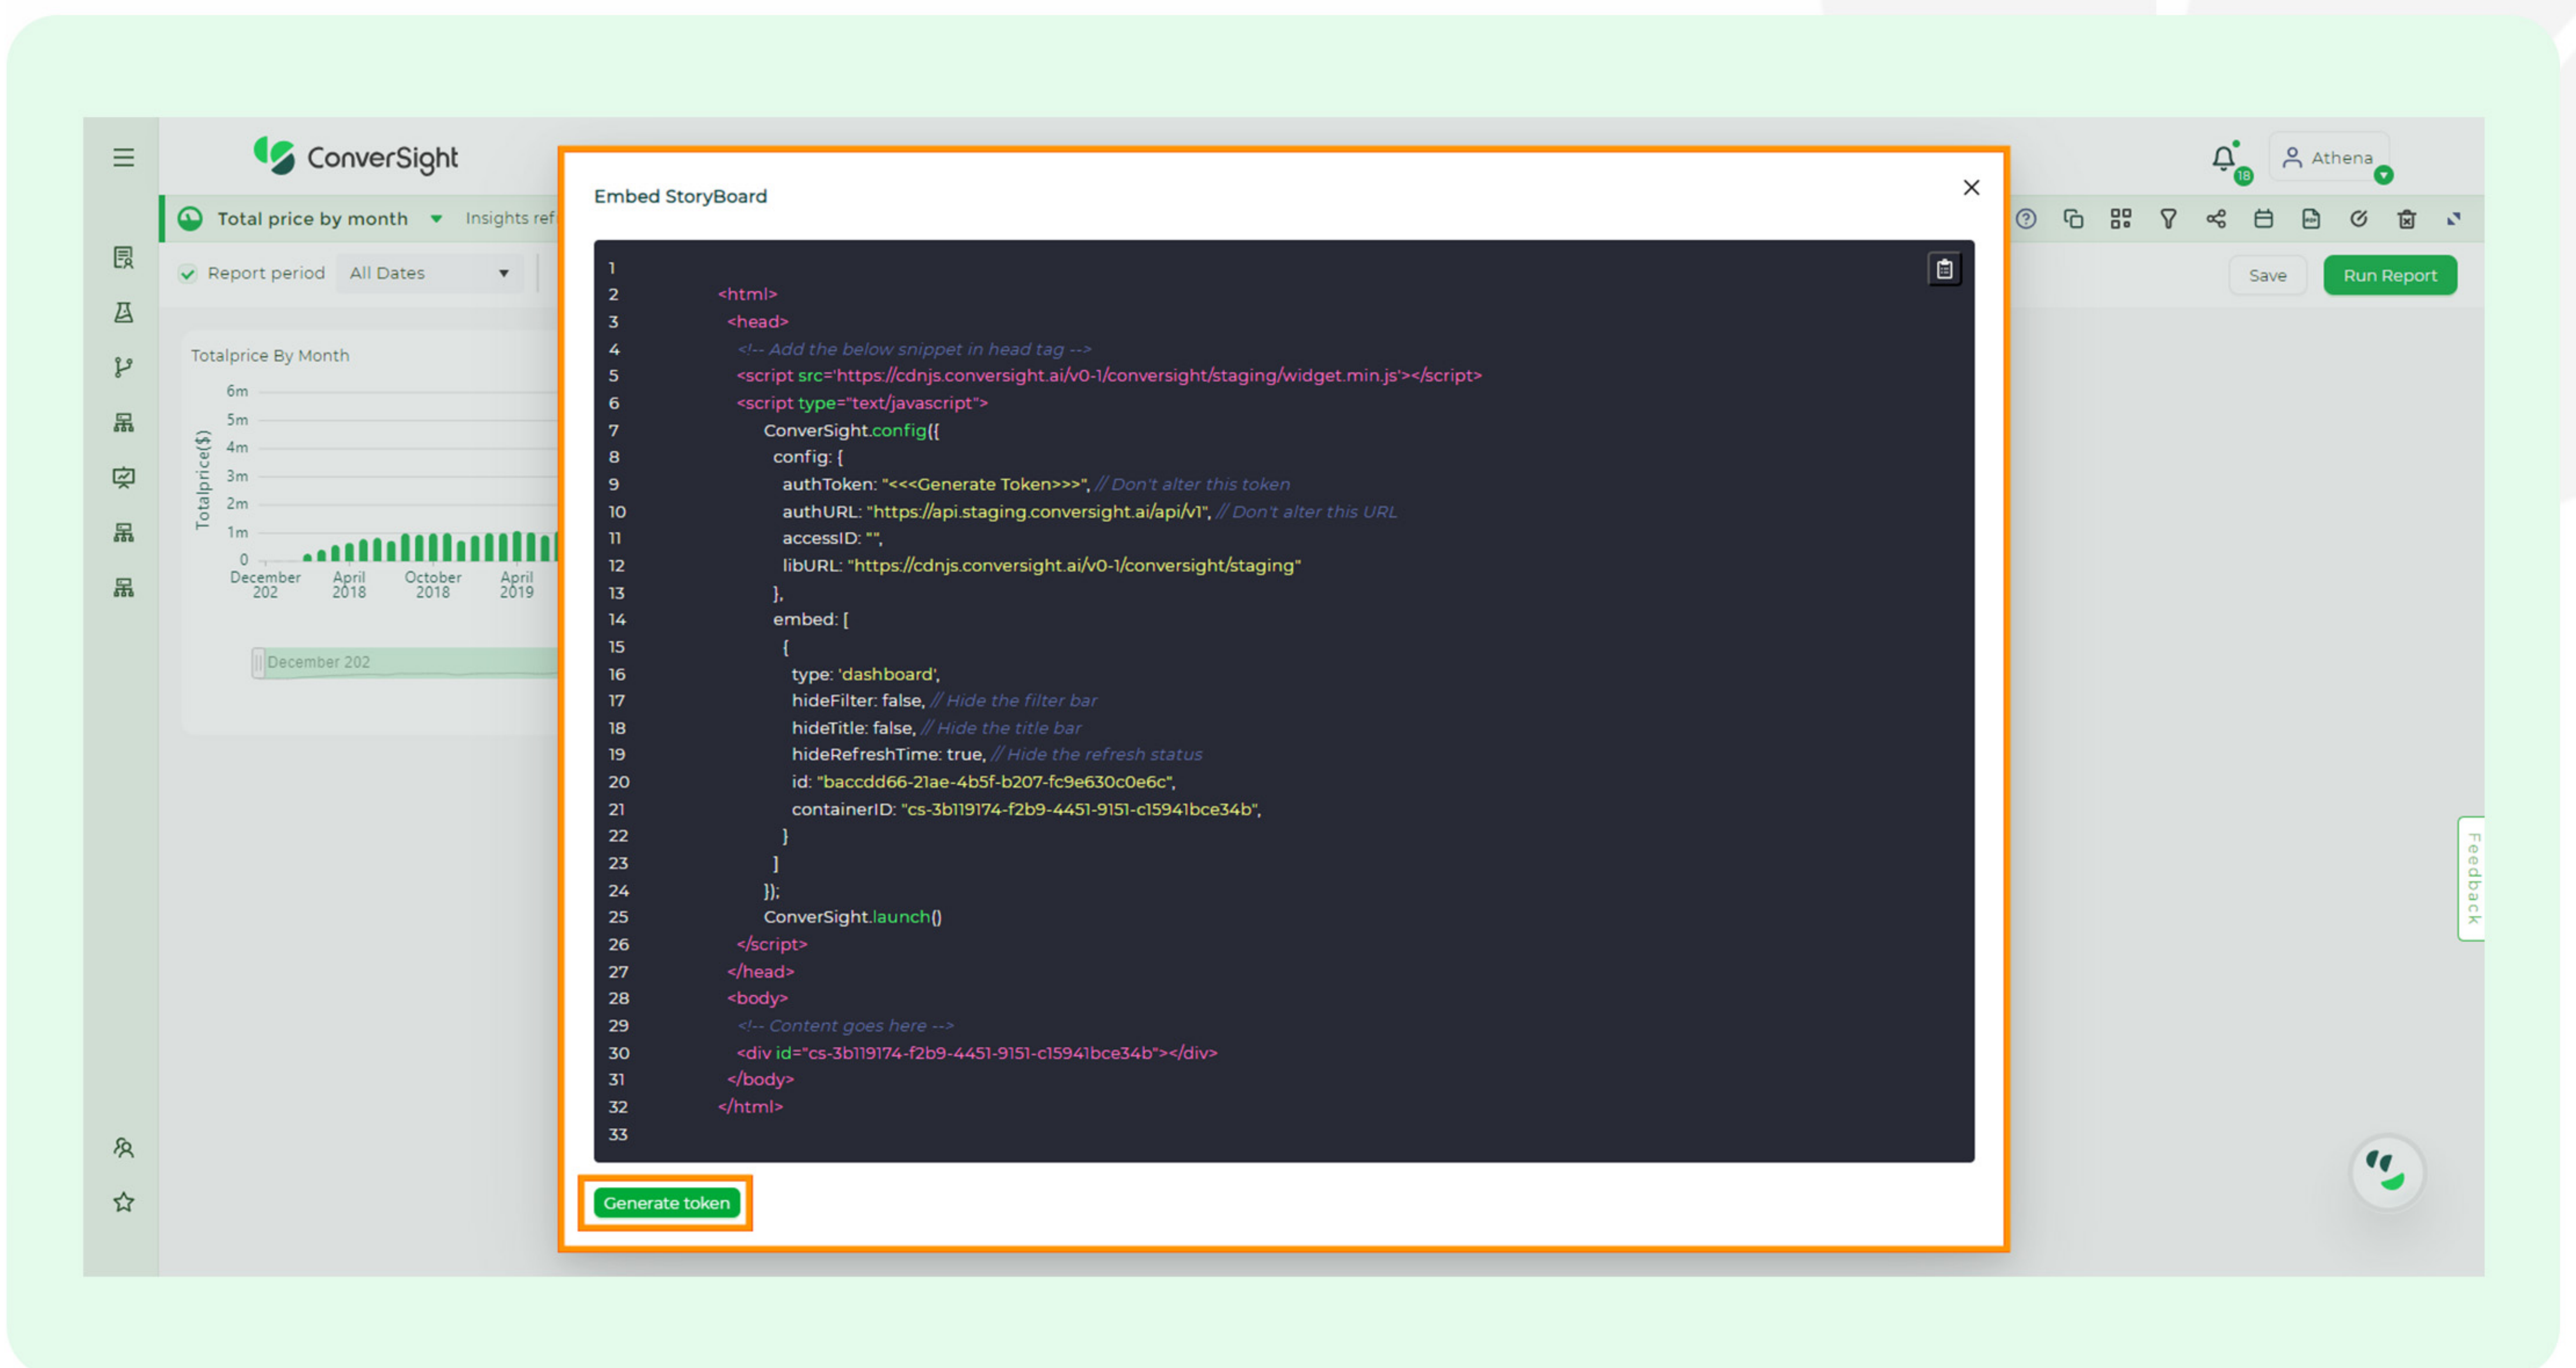 ConverSight
18
Athena
Total price by month
Insights ref
Report period
All Dates
Save
Run Report
Totalprice By Month
Totalprice($)
6m
5m
4m
3m
2m
1m
0
December 202
April 2018
October 2018
April 2019
December 202
Embed StoryBoard
1
2 <html>
3 <head>
4 <!-- Add the below snippet in head tag -->
5 <script src='https://cdnjs.conversight.ai/v0-1/conversight/staging/widget.min.js'></script>
6 <script type="text/javascript">
7 ConverSight.config({
8 config: {
9 authToken: "<<<Generate Token>>>", // Don't alter this token
10 authURL: "https://api.staging.conversight.ai/api/v1", // Don't alter this URL
11 accessID: "",
12 libURL: "https://cdnjs.conversight.ai/v0-1/conversight/staging"
13 },
14 embed: [
15 {
16 type: 'dashboard',
17 hideFilter: false, // Hide the filter bar
18 hideTitle: false, // Hide the title bar
19 hideRefreshTime: true, // Hide the refresh status
20 id: "baccdd66-21ae-4b5f-b207-fc9e630c0e6c",
21 containerID: "cs-3b119174-f2b9-4451-9151-c15941bce34b",
22 }
23 ]
24 });
25 ConverSight.launch()
26 </script>
27 </head>
28 <body>
29 <!-- Content goes here -->
30 <div id="cs-3b119174-f2b9-4451-9151-c15941bce34b"></div>
31 </body>
32 </html>
33
Generate token
Feedback